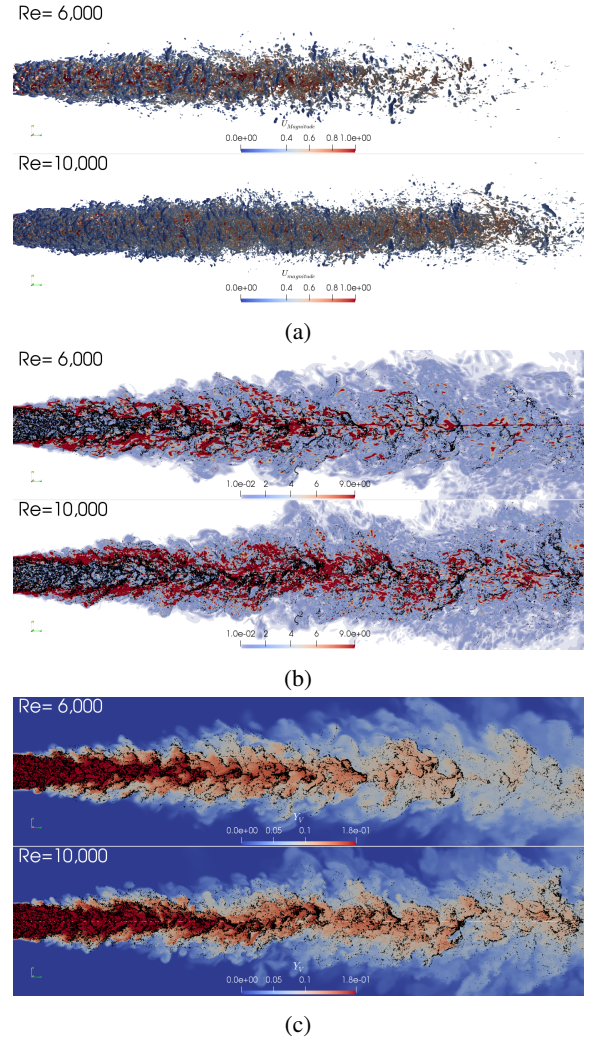 Re= 6,000
U_Magnitude
0.0e+00 0.4 0.6 0.8 1.0e+00
Re=10,000
U_magnitude
0.0e+00 0.4 0.6 0.8 1.0e+00
(a)
Re= 6,000
1.0e-02 2 4 6 9.0e+00
Re=10,000
1.0e-02 2 4 6 9.0e+00
(b)
Re= 6,000
Y_V
0.0e+00 0.05 0.1 1.8e-01
Re=10,000
Y_V
0.0e+00 0.05 0.1 1.8e-01
(c)